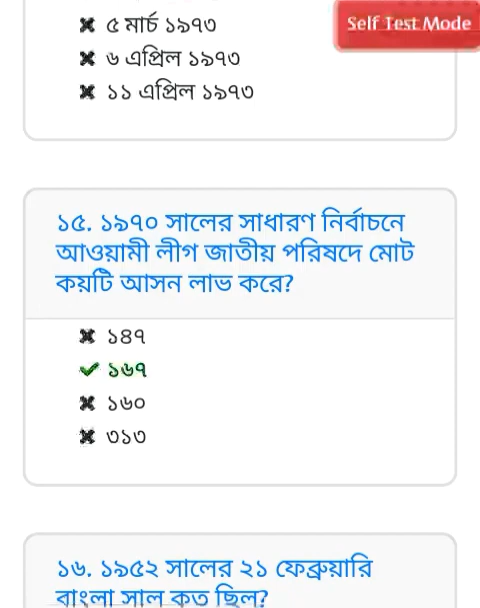 ৫ মার্চ ১৯৭৩
Self Test Mode
৬ এপ্রিল ১৯৭৩
১১ এপ্রিল ১৯৭৩
১৫. ১৯৭০ সালের সাধারণ নির্বাচনে
আওয়ামী লীগ জাতীয় পরিষদে মোট
কয়টি আসন লাভ করে?
১৪৭
১৬৭
১৬০
৩১৩
১৬. ১৯৫২ সালের ২১ ফেব্রুয়ারি
বাংলা সাল কত ছিল?